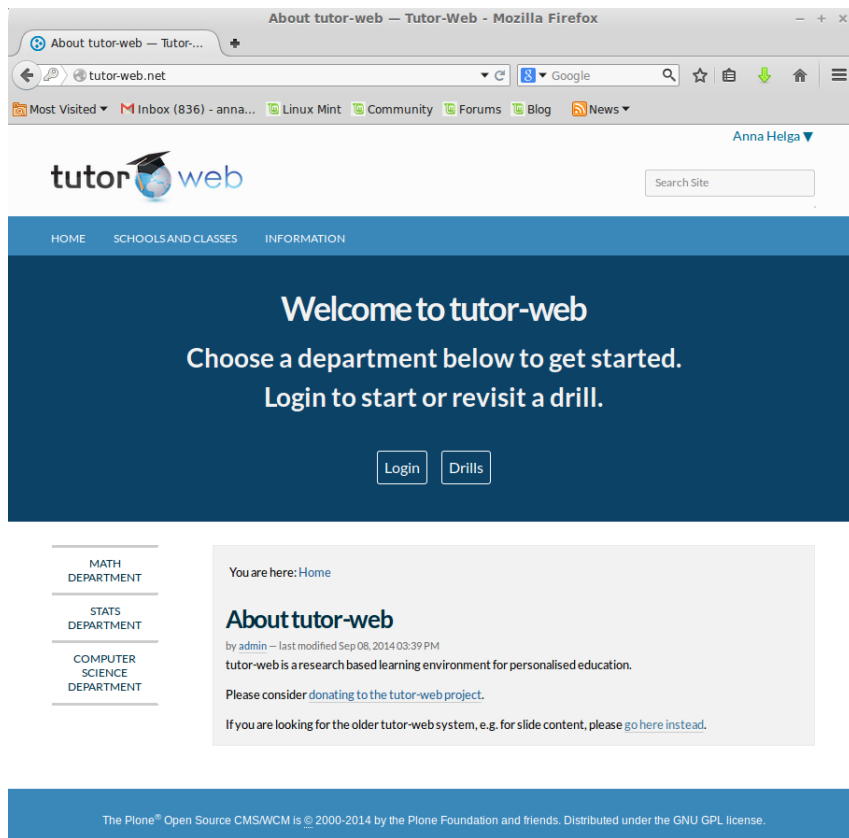 About tutor-web — Tutor-Web - Mozilla Firefox
About tutor-web — Tutor-...
tutor-web.net
Google
Most Visited
Inbox (836) - anna...
Linux Mint
Community
Forums
Blog
News
Anna Helga ▼
tutor web
Search Site
HOME SCHOOLS AND CLASSES INFORMATION
Welcome to tutor-web
Choose a department below to get started.
Login to start or revisit a drill.
Login Drills
MATH
DEPARTMENT
STATS
DEPARTMENT
COMPUTER
SCIENCE
DEPARTMENT
You are here: Home
About tutor-web
by admin — last modified Sep 08, 2014 03:39 PM
tutor-web is a research based learning environment for personalised education.
Please consider donating to the tutor-web project.
If you are looking for the older tutor-web system, e.g. for slide content, please go here instead.
The Plone® Open Source CMS/WCM is © 2000-2014 by the Plone Foundation and friends. Distributed under the GNU GPL license.